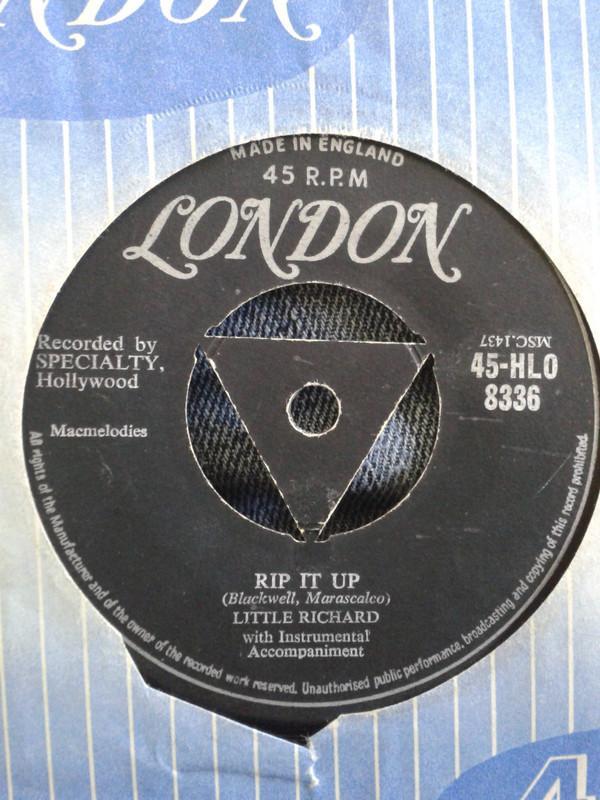 LONDON
MADE IN ENGLAND
45 R.P.M
LONDON
Recorded by
SPECIALTY,
Hollywood
MSC.1437
45-HLO
8336
Macmelodies
RIP IT UP
(Blackwell, Marascalco)
LITTLE RICHARD
with Instrumental
Accompaniment
All rights of the Manufacturer and of the owner of the recorded work reserved. Unauthorised public performance, broadcasting and copying of this record prohibited.
4